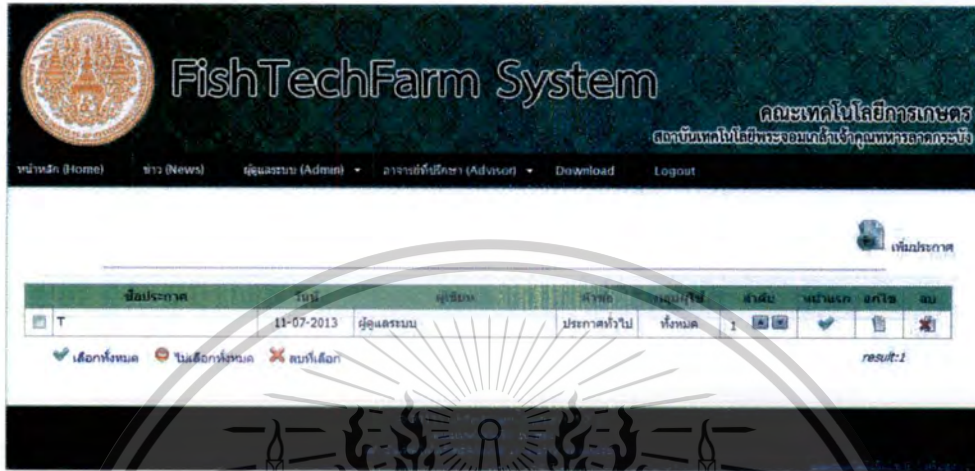 FishTechFarm System
คณะเทคโนโลยีการเกษตร
สถาบันเทคโนโลยีพระจอมเกล้าเจ้าคุณทหารลาดกระบัง
หน้าหลัก (Home) ข่าว (News) ผู้ดูแลระบบ (Admin) อาจารย์ที่ปรึกษา (Advisor) Download Logout
เพิ่มประกาศ
ชื่อประกาศ วันที่ ผู้เขียน หัวข้อ กลุ่มผู้ใช้ ลำดับ หน้าแรก แก้ไข ลบ
T 11-07-2013 ผู้ดูแลระบบ ประกาศทั่วไป ทั้งหมด 1
เลือกทั้งหมด ไม่เลือกทั้งหมด ลบที่เลือก result:1